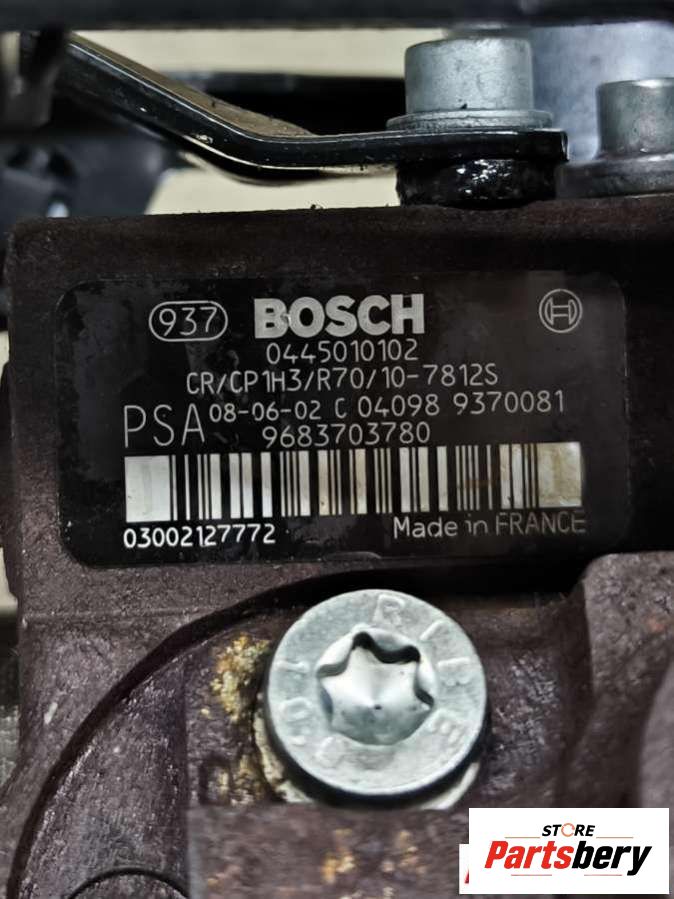 937 BOSCH
0445010102
CR/CP1H3/R70/10-7812S
PSA 08-06-02 C 04098 9370081
9683703780
03002127772 Made in FRANCE
STORE
Partsbery